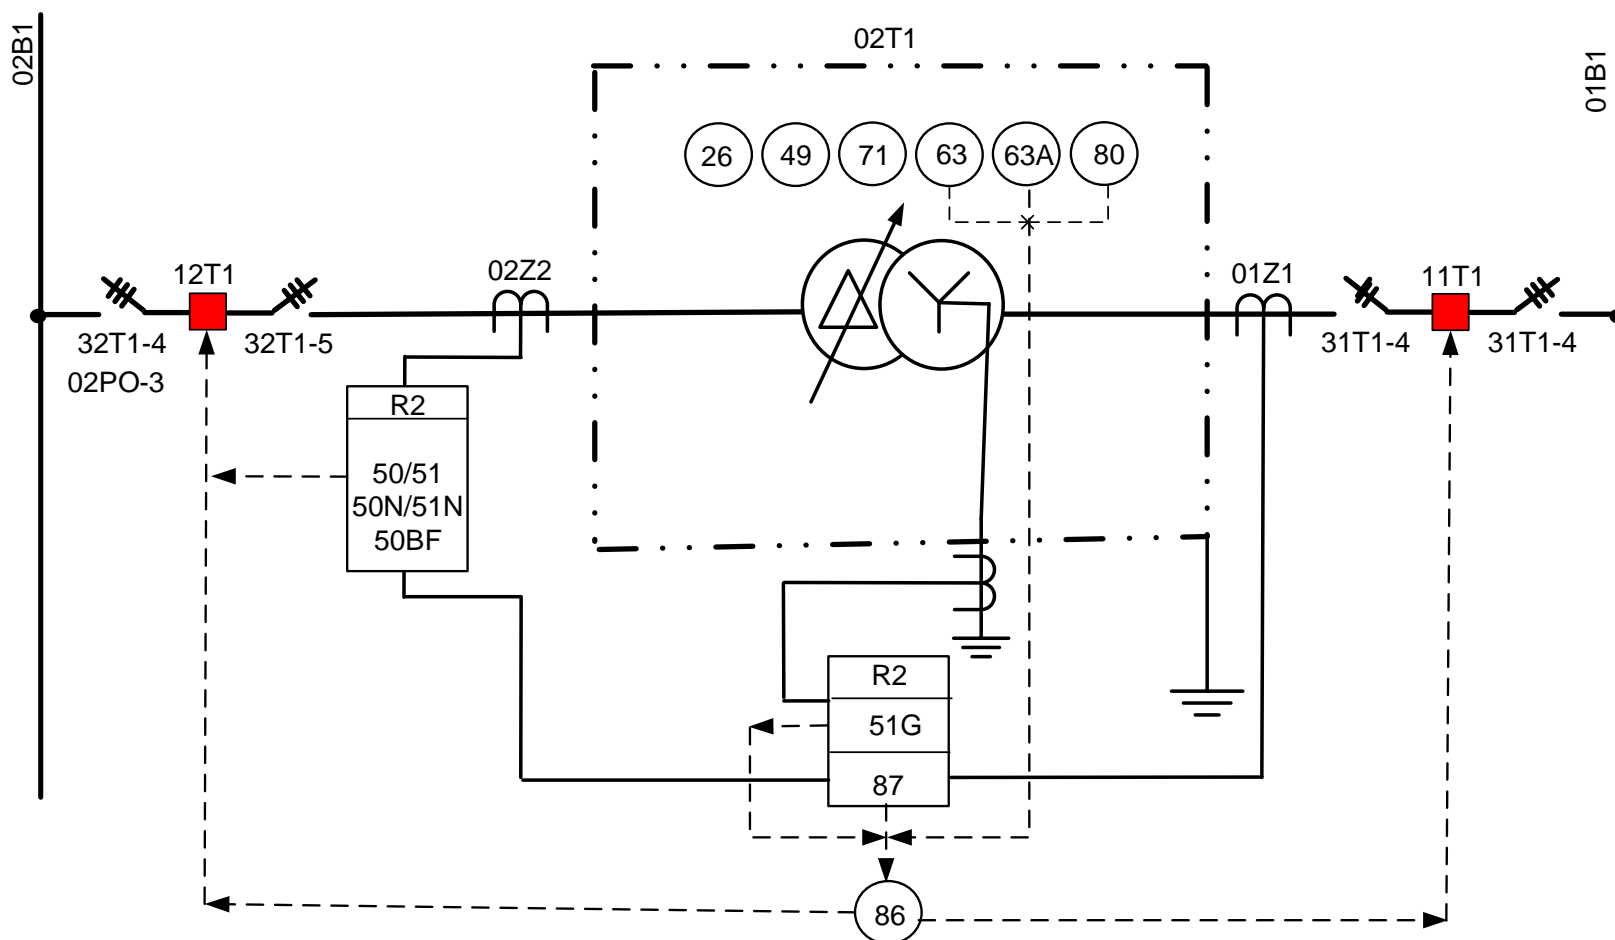 02T1
02B1
01B1
26
49
71
63
63A
80
12T1
02Z2
01Z1
11T1
32T1-4
32T1-5
31T1-4
31T1-4
02PO-3
R2
50/51
50N/51N
50BF
R2
51G
87
86